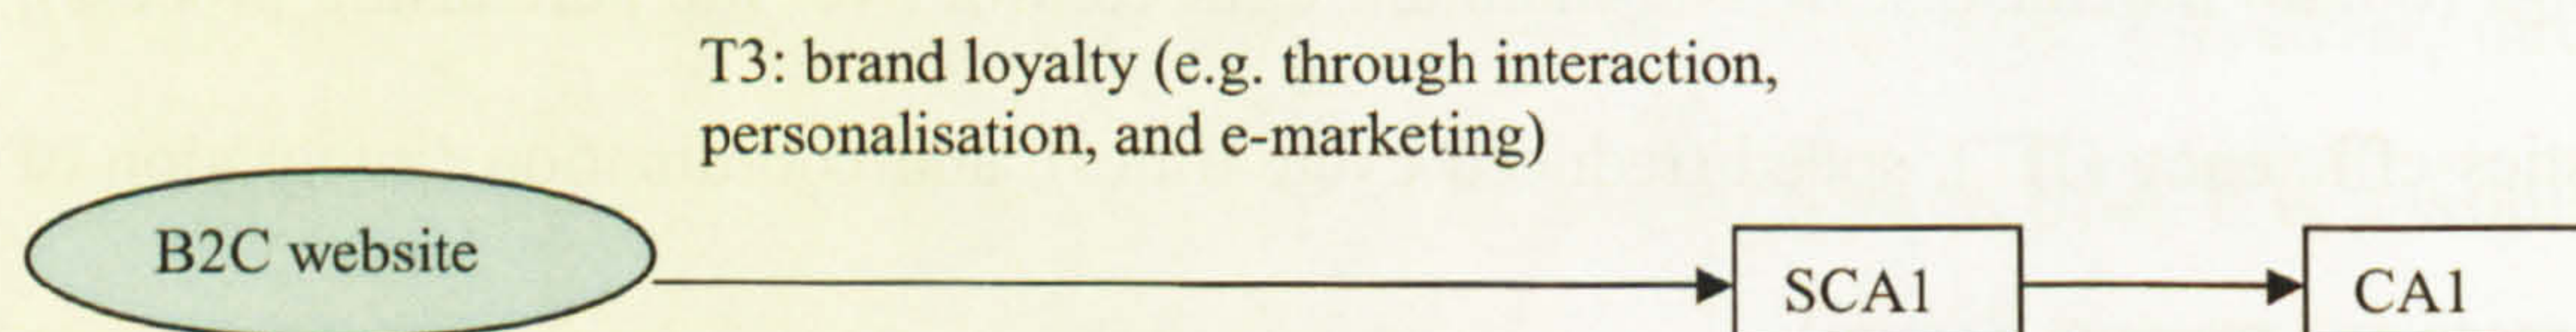 T3: brand loyalty (e.g. through interaction,
personalisation, and e-marketing)
B2C website
SCA1
CA1